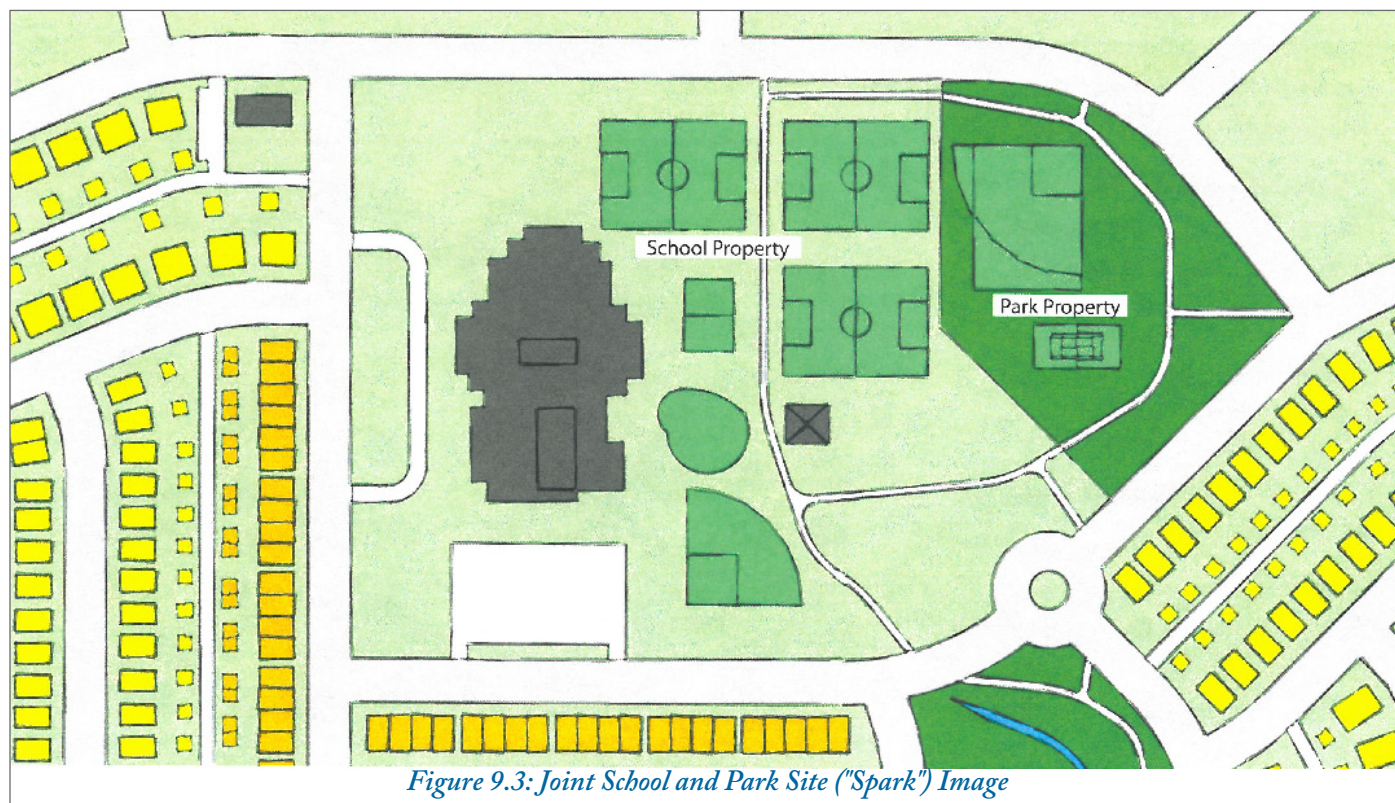 School Property
Park Property
Figure 9.3: Joint School and Park Site ("Spark") Image